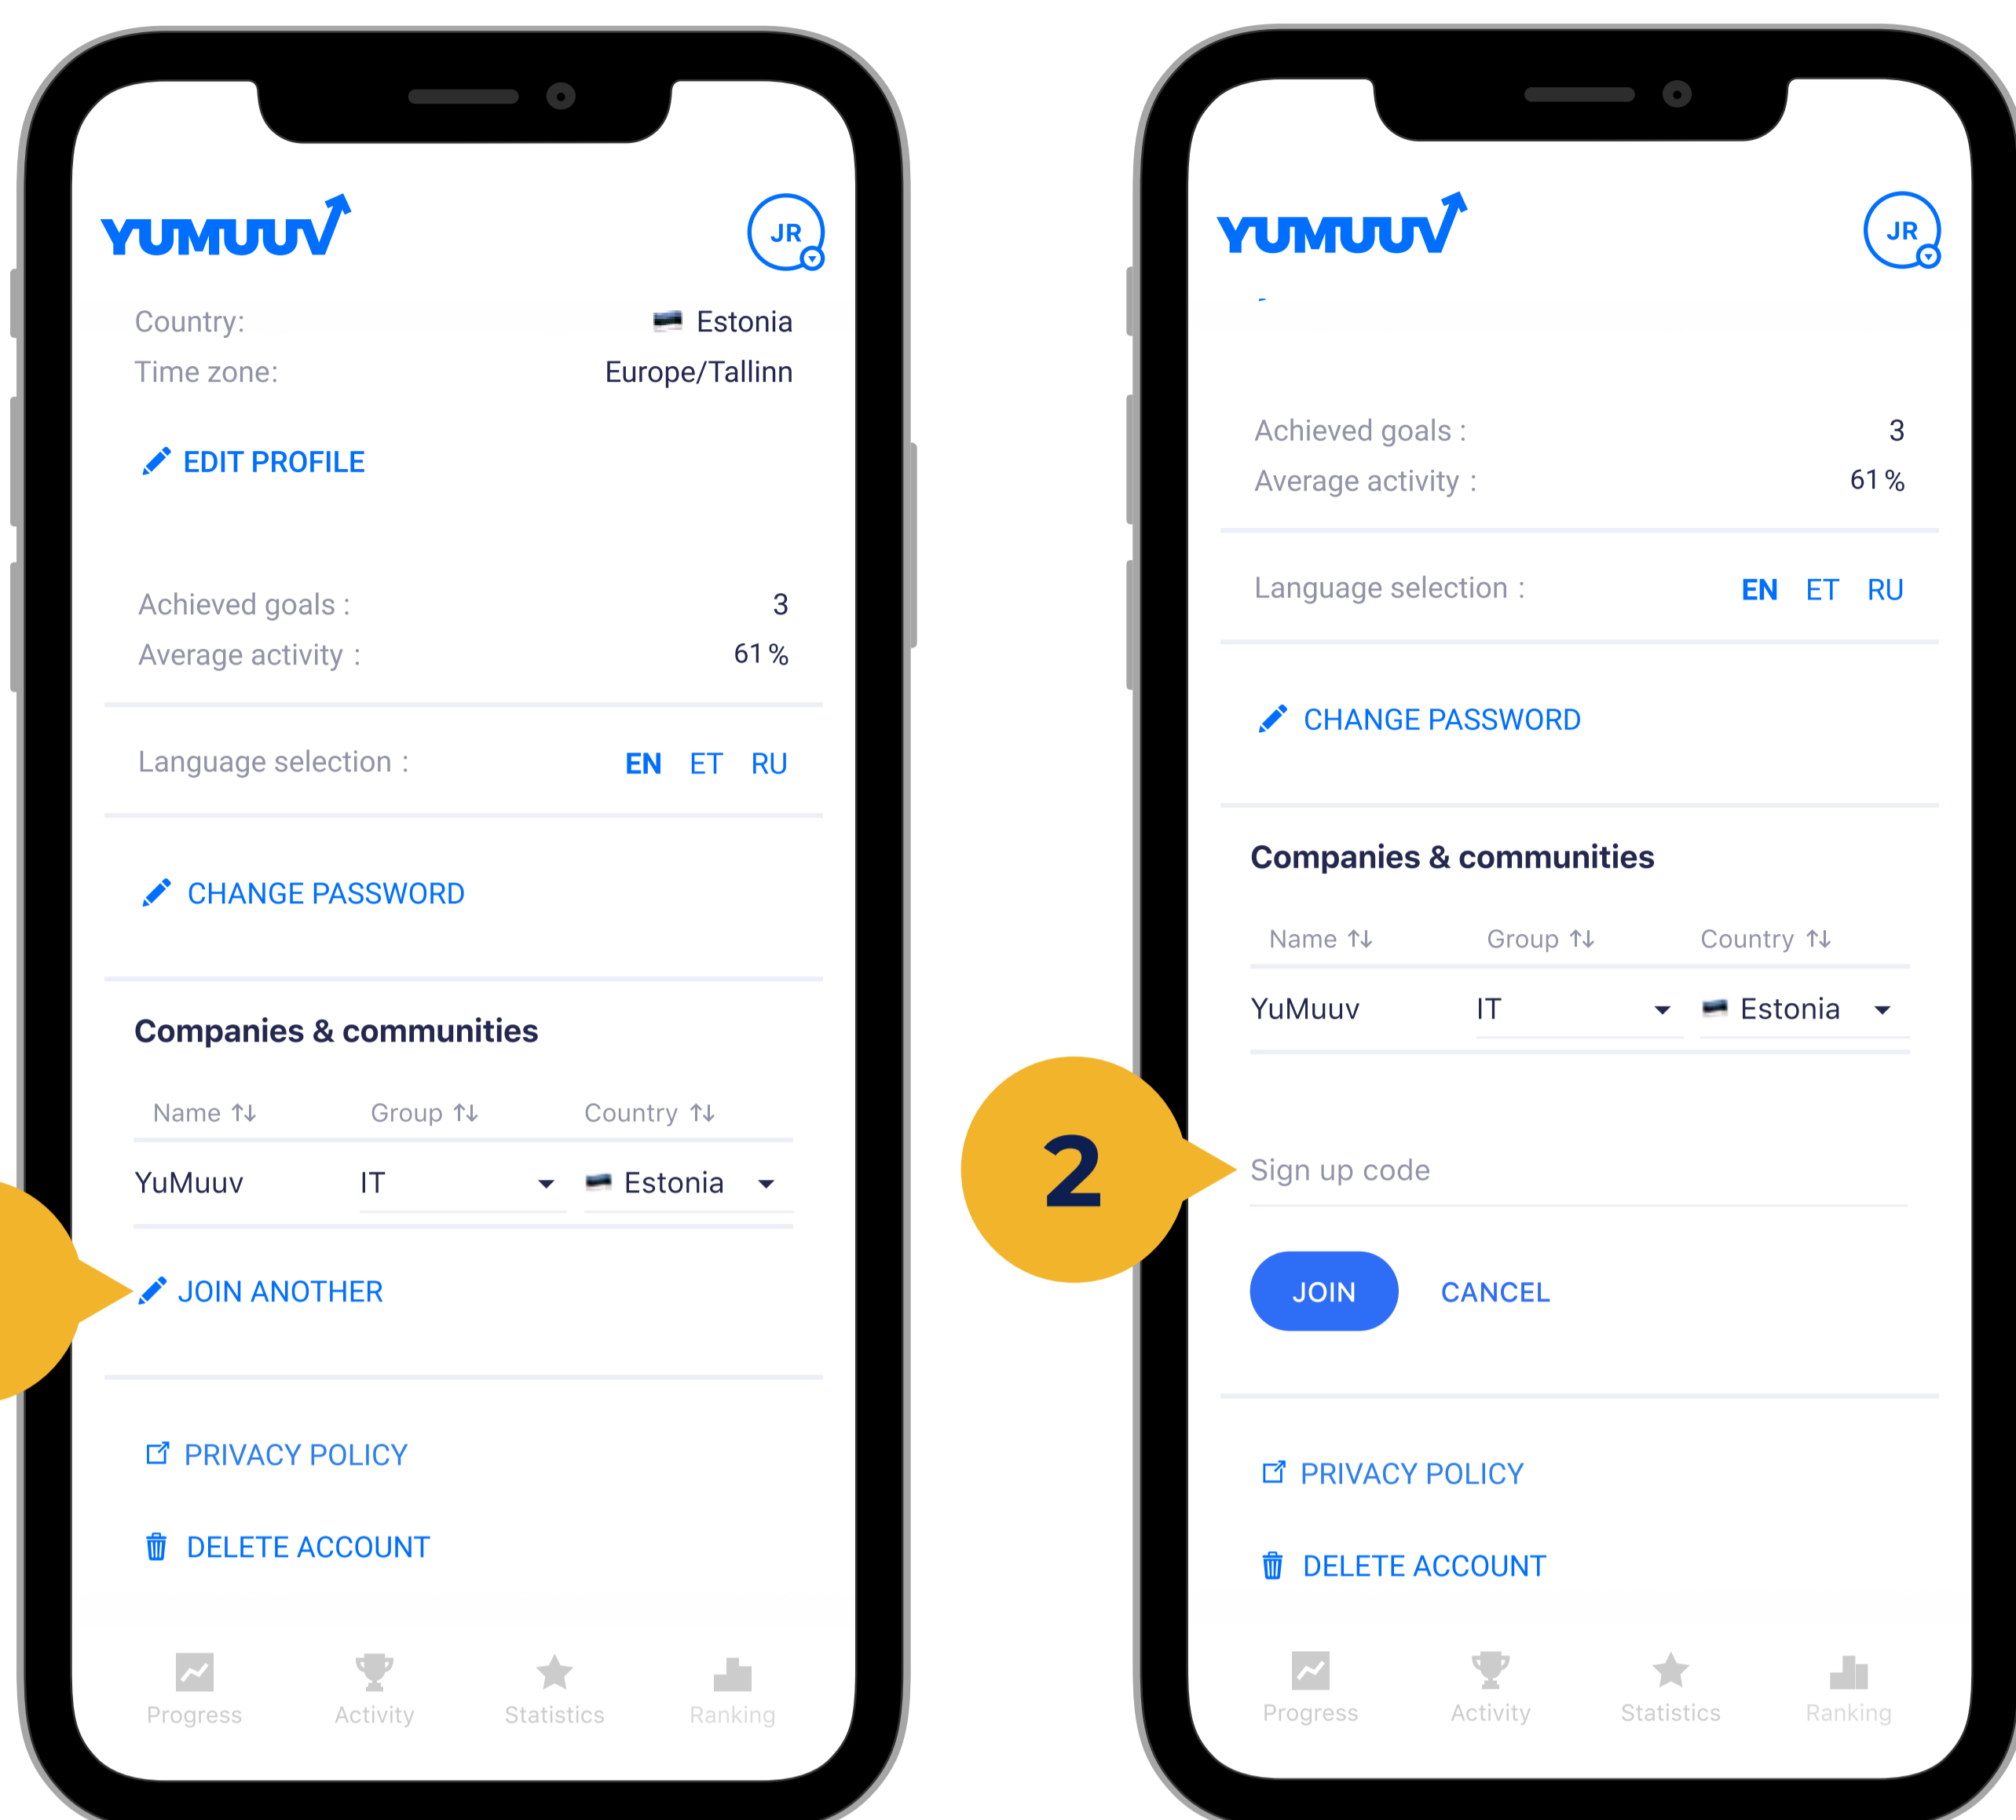 YUMUUV
JR
Country: Estonia
Time zone: Europe/Tallinn
EDIT PROFILE
Achieved goals : 3
Average activity : 61 %
Language selection : EN ET RU
CHANGE PASSWORD
Companies & communities
Name ↑↓ Group ↑↓ Country ↑↓
YuMuuv IT Estonia
JOIN ANOTHER
PRIVACY POLICY
DELETE ACCOUNT
Progress Activity Statistics Ranking
YUMUUV
JR
Achieved goals : 3
Average activity : 61 %
Language selection : EN ET RU
CHANGE PASSWORD
Companies & communities
Name ↑↓ Group ↑↓ Country ↑↓
YuMuuv IT Estonia
2
Sign up code
JOIN CANCEL
PRIVACY POLICY
DELETE ACCOUNT
Progress Activity Statistics Ranking